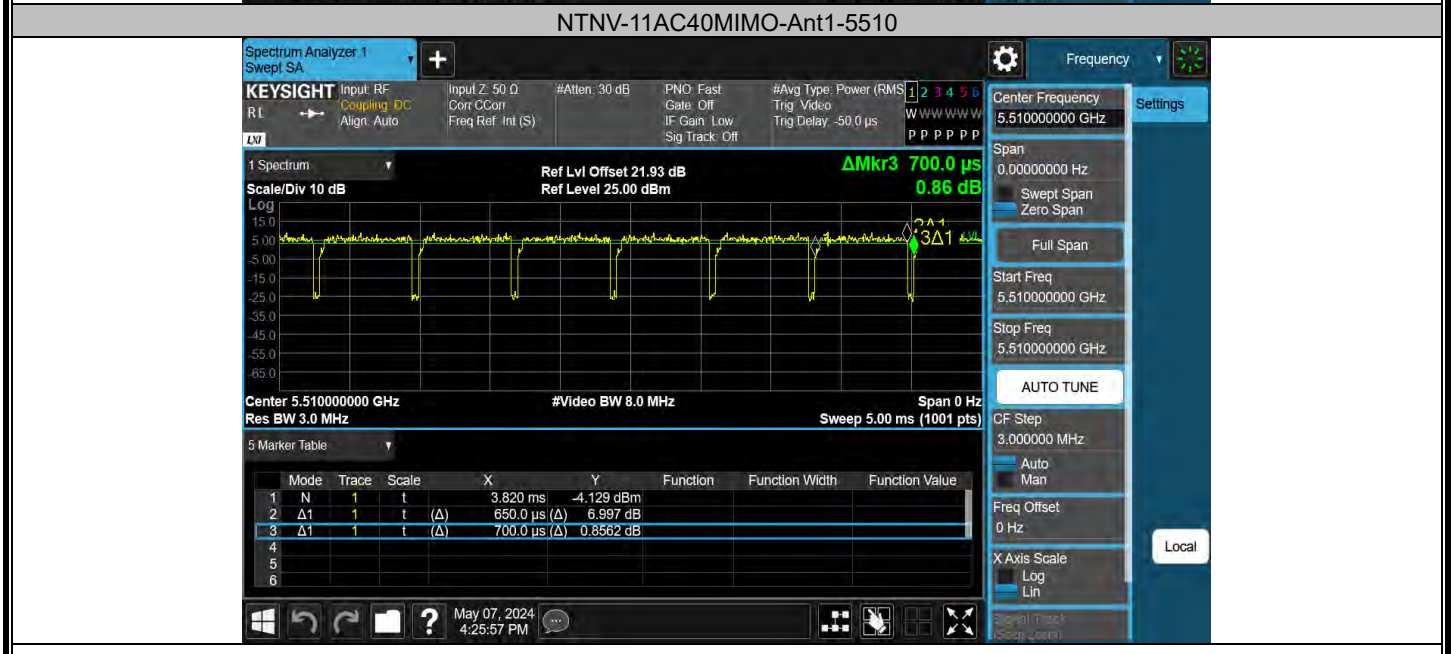 NTNV-11AC40MIMO-Ant1-5510
Spectrum Analyzer 1
Swept SA
+
Frequency
KEYSIGHT
RL
LXI
Input: RF
Coupling: DC
Align: Auto
Input Z: 50 Ω
Corr CCorr
Freq Ref: Int (S)
#Atten: 30 dB
PNO: Fast
Gate: Off
IF Gain: Low
Sig Track: Off
#Avg Type: Power (RMS
Trig: Video
Trig Delay: -50.0 µs
1 2 3 4 5 6
W W W W W W
P P P P P P
1 Spectrum
Scale/Div 10 dB
Log
Ref Lvl Offset 21.93 dB
Ref Level 25.00 dBm
ΔMkr3 700.0 µs
0.86 dB
15.0
5.00
-5.00
-15.0
-25.0
-35.0
-45.0
-55.0
-65.0
1
2Δ1
3Δ1
Center 5.510000000 GHz
#Video BW 8.0 MHz
Span 0 Hz
Res BW 3.0 MHz
Sweep 5.00 ms (1001 pts)
5 Marker Table
Mode Trace Scale X Y Function Function Width Function Value
1 N 1 t 3.820 ms -4.129 dBm
2 Δ1 1 t (Δ) 650.0 µs (Δ) 6.997 dB
3 Δ1 1 t (Δ) 700.0 µs (Δ) 0.8562 dB
4
5
6
?
May 07, 2024
4:25:57 PM
Center Frequency
5.510000000 GHz
Settings
Span
0.00000000 Hz
Swept Span
Zero Span
Full Span
Start Freq
5.510000000 GHz
Stop Freq
5.510000000 GHz
AUTO TUNE
CF Step
3.000000 MHz
Auto
Man
Freq Offset
0 Hz
X Axis Scale
Log
Lin
Signal Track
(Span Zoom)
Local